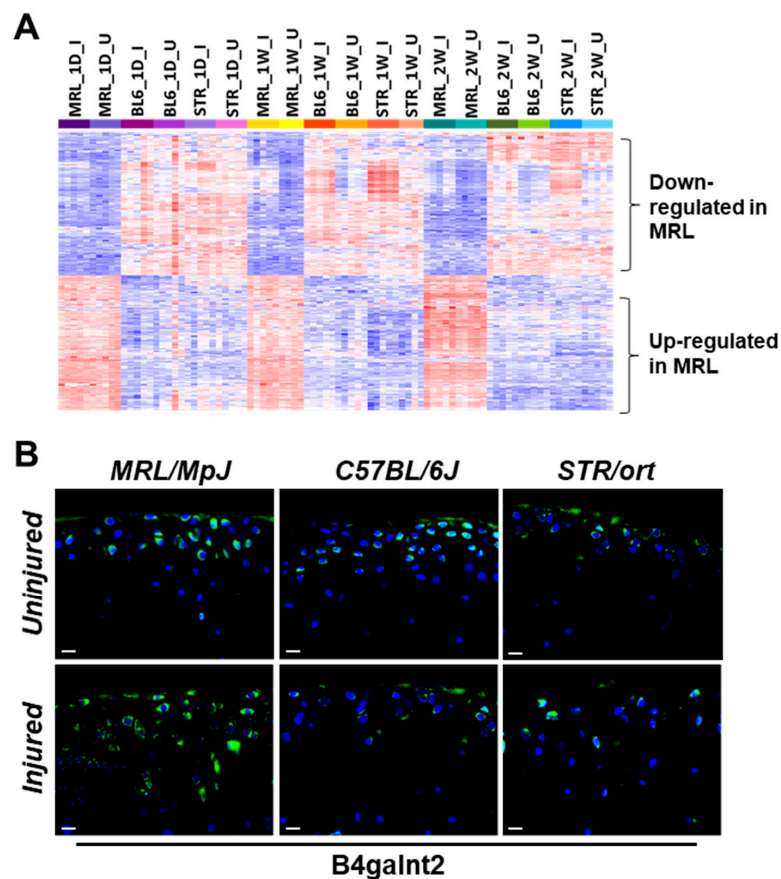 A
MRL_1D_I
MRL_1D_U
BL6_1D_I
BL6_1D_U
STR_1D_I
STR_1D_U
MRL_1W_I
MRL_1W_U
BL6_1W_I
BL6_1W_U
STR_1W_I
STR_1W_U
MRL_2W_I
MRL_2W_U
BL6_2W_I
BL6_2W_U
STR_2W_I
STR_2W_U
Down-
regulated in
MRL
Up-regulated
in MRL
B
MRL/MpJ
C57BL/6J
STR/ort
Uninjured
Injured
B4galnt2